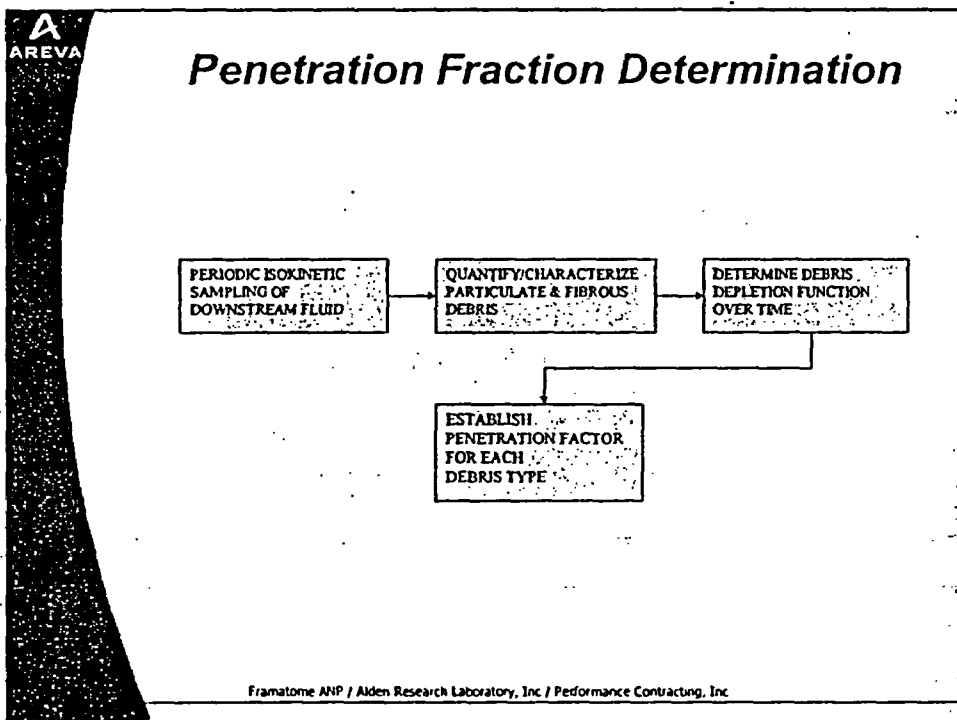 AREVA
Penetration Fraction Determination
PERIODIC ISOKINETIC
SAMPLING OF
DOWNSTREAM FLUID
QUANTIFY/CHARACTERIZE
PARTICULATE & FIBROUS
DEBRIS
DETERMINE DEBRIS
DEPLETION FUNCTION
OVER TIME
ESTABLISH
PENETRATION FACTOR
FOR EACH
DEBRIS TYPE
Framatome ANP / Alden Research Laboratory, Inc / Performance Contracting, Inc